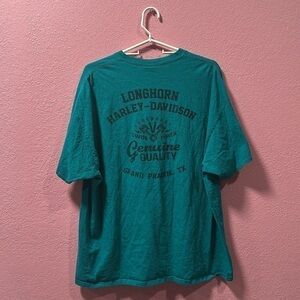 LONGHORN
HARLEY-DAVIDSON
Genuine
QUALITY
GRAND PRAIRIE, TX